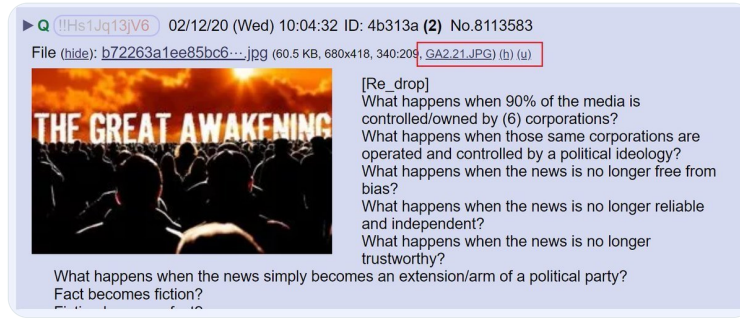 ▶ Q (!!Hs1Jq13jV6) 02/12/20 (Wed) 10:04:32 ID: 4b313a (2) No.8113583
File (hide): b72263a1ee85bc6⋯.jpg (60.5 KB, 680x418, 340:209, GA2.21.JPG) (h) (u)
THE GREAT AWAKENING
[Re_drop]
What happens when 90% of the media is
controlled/owned by (6) corporations?
What happens when those same corporations are
operated and controlled by a political ideology?
What happens when the news is no longer free from
bias?
What happens when the news is no longer reliable
and independent?
What happens when the news is no longer
trustworthy?
What happens when the news simply becomes an extension/arm of a political party?
Fact becomes fiction?